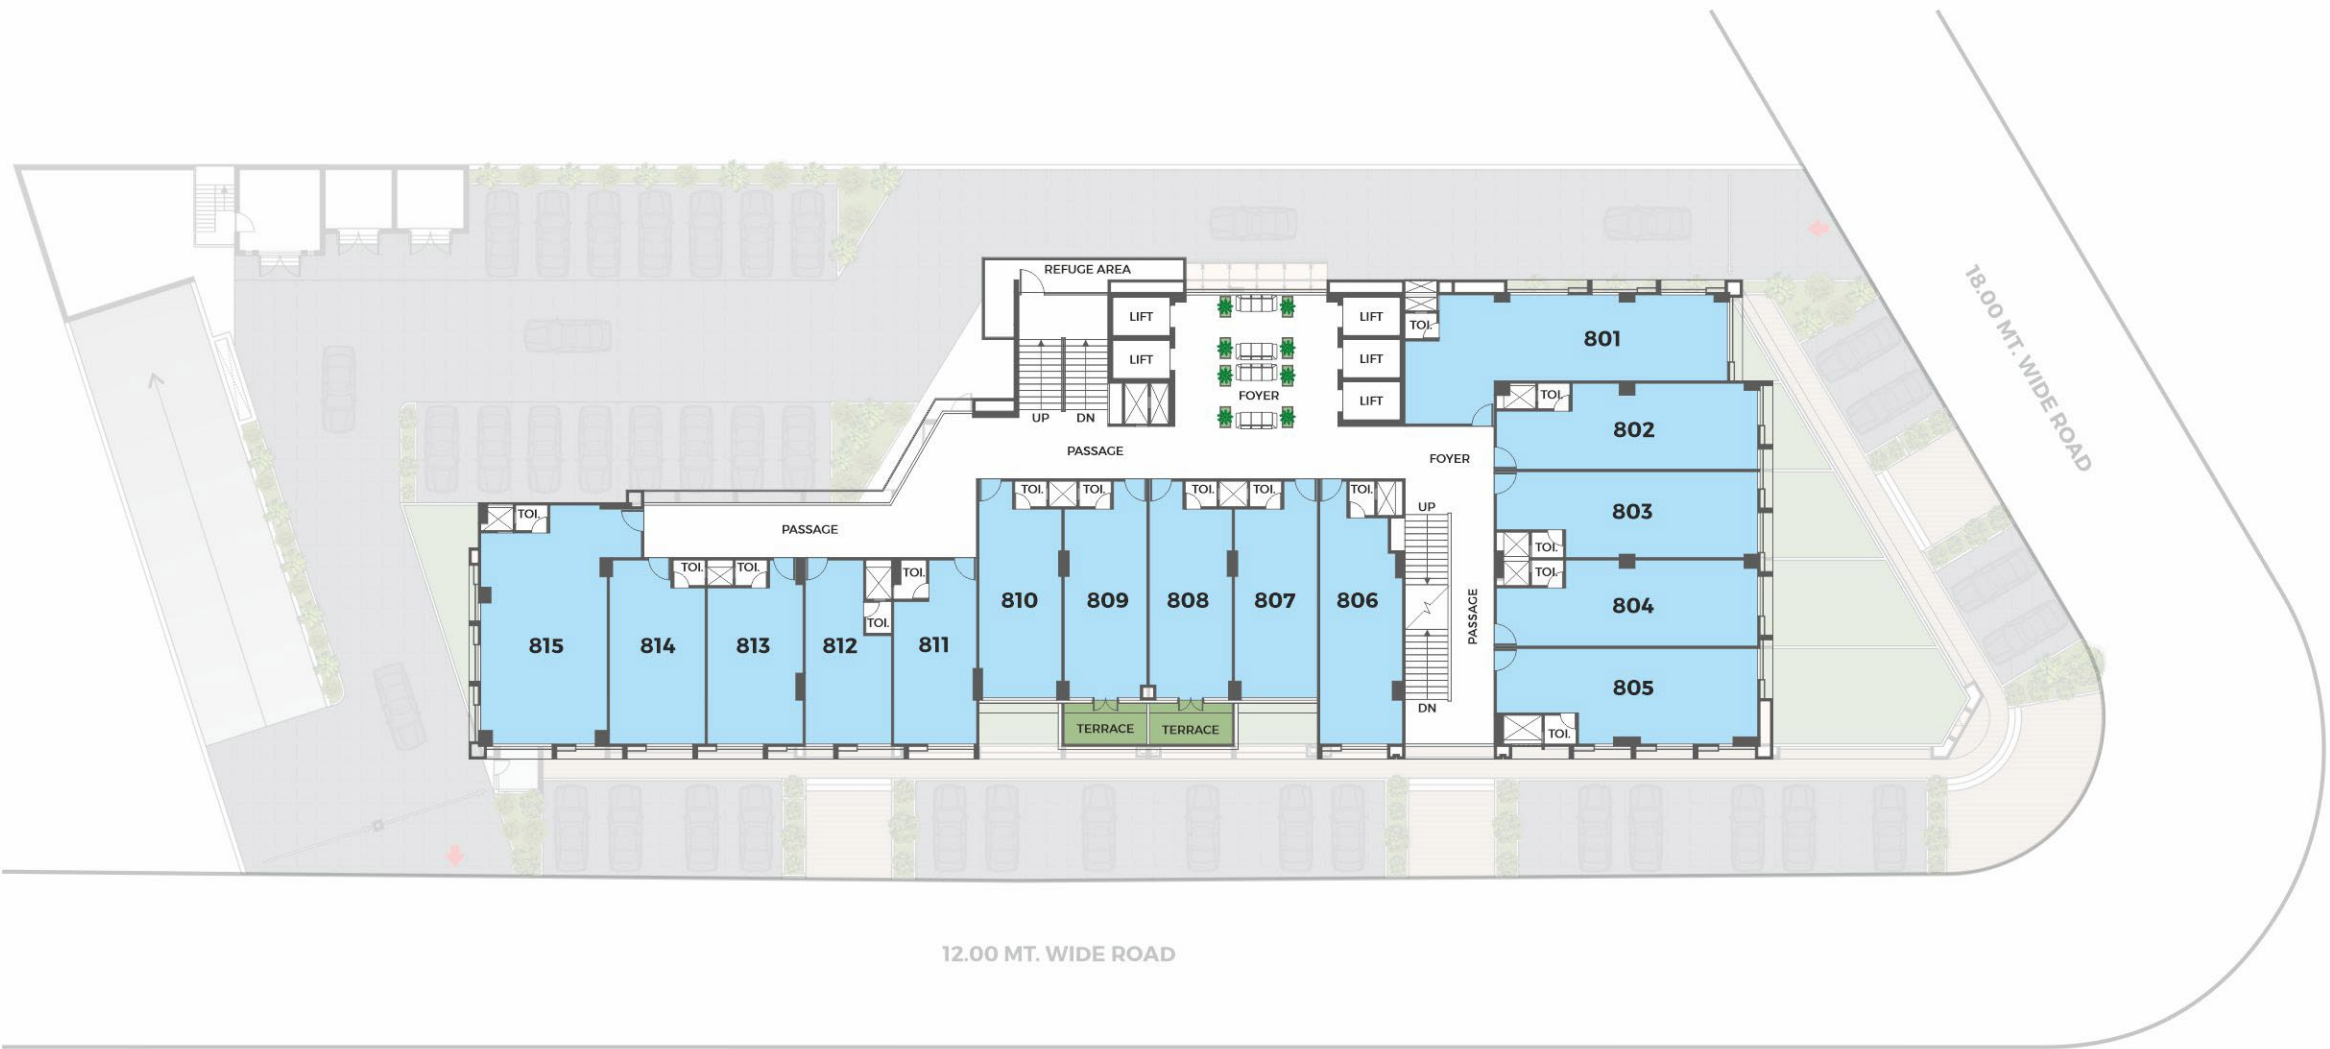 REFUGE AREA
LIFT
LIFT
LIFT
LIFT
LIFT
TOI.
801
18.00 MT. WIDE ROAD
FOYER
UP
DN
TOI.
802
PASSAGE
FOYER
TOI.
TOI.
TOI.
TOI.
TOI.
UP
803
TOI.
PASSAGE
TOI.
TOI.
TOI.
TOI.
TOI.
TOI.
810
809
808
807
806
PASSAGE
804
815
814
813
812
811
805
DN
TERRACE
TERRACE
TOI.
12.00 MT. WIDE ROAD